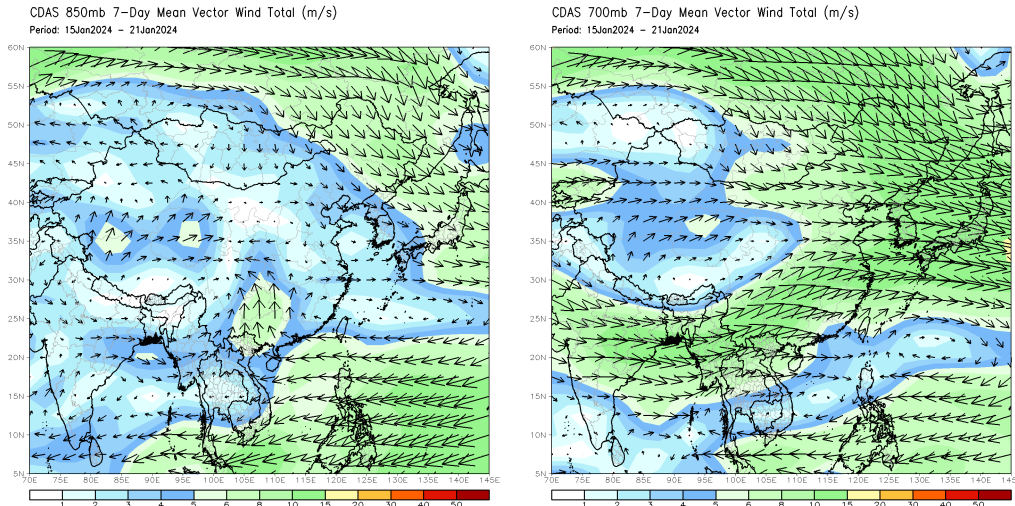 CDAS 850mb 7-Day Mean Vector Wind Total (m/s)
Period: 15Jan2024 - 21Jan2024
60N
55N
50N
45N
40N
35N
30N
25N
20N
15N
10N
5N
70E 75E 80E 85E 90E 95E 100E 105E 110E 115E 120E 125E 130E 135E 140E 145E
1 2 3 4 5 6 8 10 15 20 30 40 50
CDAS 700mb 7-Day Mean Vector Wind Total (m/s)
Period: 15Jan2024 - 21Jan2024
60N
55N
50N
45N
40N
35N
30N
25N
20N
15N
10N
5N
70E 75E 80E 85E 90E 95E 100E 105E 110E 115E 120E 125E 130E 135E 140E 14
1 2 3 4 5 6 8 10 15 20 30 40 50